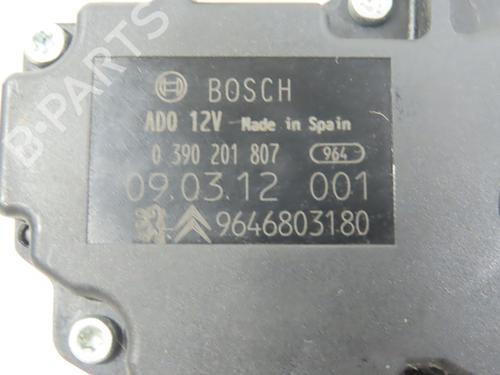 BOSCH
ADO 12V Made in Spain
0 390 201 807 964
09.03.12 001
9646803180
B-PARTS